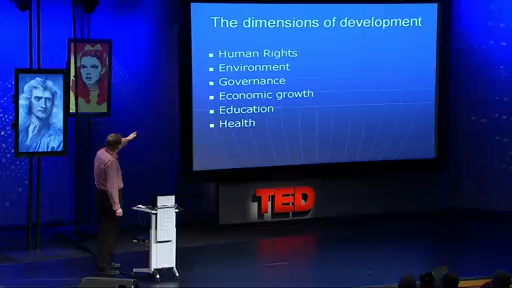 The dimensions of development
Human Rights
Environment
Governance
Economic growth
Education
Health
TED